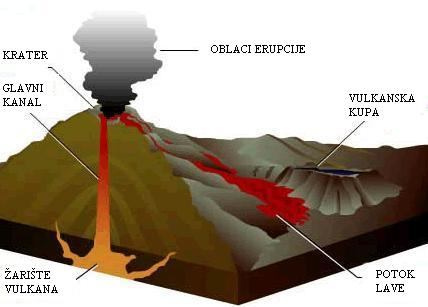 KRATER
OBLACI ERUPCIJE
GLAVNI
KANAL
VULKANSKA
KUPA
ŽARIŠTE
VULKANA
POTOK
LAVE